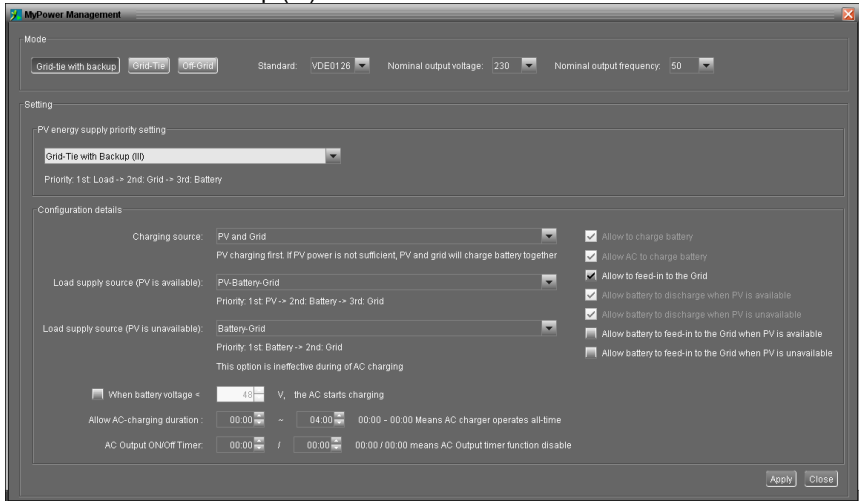 MyPower Management
Mode
Grid-tie with backup Grid-Tie Off-Grid Standard: VDE0126 Nominal output voltage: 230 Nominal output frequency: 50
Setting
PV energy supply priority setting
Grid-Tie with Backup (III)
Priority: 1st: Load -> 2nd: Grid -> 3rd: Battery
Configuration details
Charging source: PV and Grid
PV charging first. If PV power is not sufficient, PV and grid will charge battery together
Load supply source (PV is available): PV-Battery-Grid
Priority: 1st: PV -> 2nd: Battery -> 3rd: Grid
Load supply source (PV is unavailable): Battery-Grid
Priority: 1st: Battery -> 2nd: Grid
This option is ineffective during of AC charging
Allow to charge battery
Allow AC to charge battery
Allow to feed-in to the Grid
Allow battery to discharge when PV is available
Allow battery to discharge when PV is unavailable
Allow battery to feed-in to the Grid when PV is available
Allow battery to feed-in to the Grid when PV is unavailable
When battery voltage < 48 V, the AC starts charging
Allow AC-charging duration : 00:00 ~ 04:00 00:00 - 00:00 Means AC charger operates all-time
AC Output ON/Off Timer: 00:00 / 00:00 00:00 / 00:00 means AC Output timer function disable
Apply Close